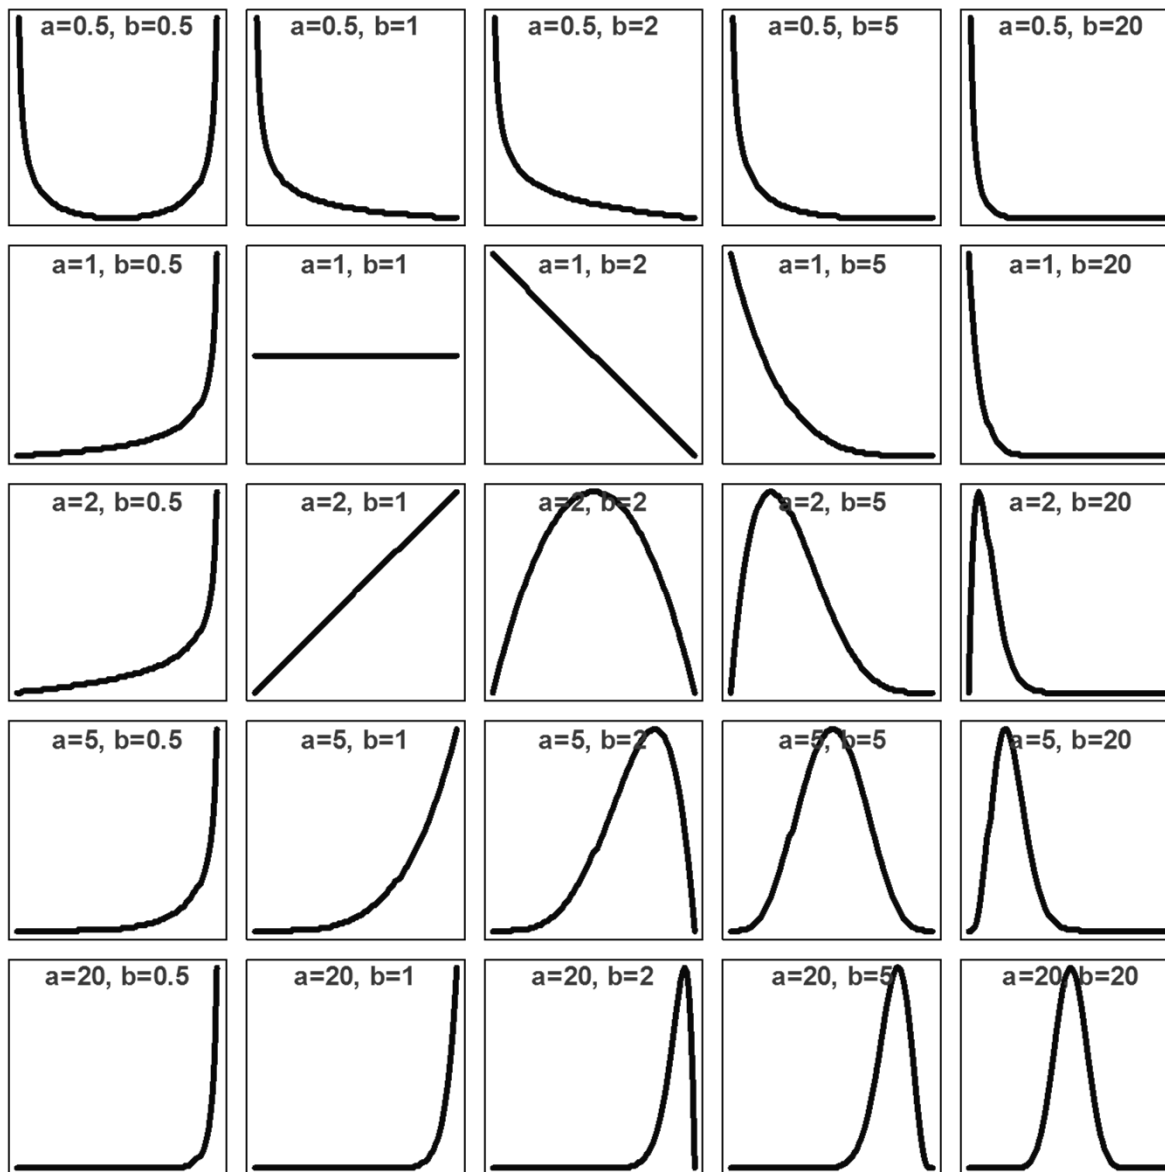 a=0.5, b=0.5
a=0.5, b=1
a=0.5, b=2
a=0.5, b=5
a=0.5, b=20
a=1, b=0.5
a=1, b=1
a=1, b=2
a=1, b=5
a=1, b=20
a=2, b=0.5
a=2, b=1
a=2, b=2
a=2, b=5
a=2, b=20
a=5, b=0.5
a=5, b=1
a=5, b=2
a=5, b=5
a=5, b=20
a=20, b=0.5
a=20, b=1
a=20, b=2
a=20, b=5
a=20, b=20